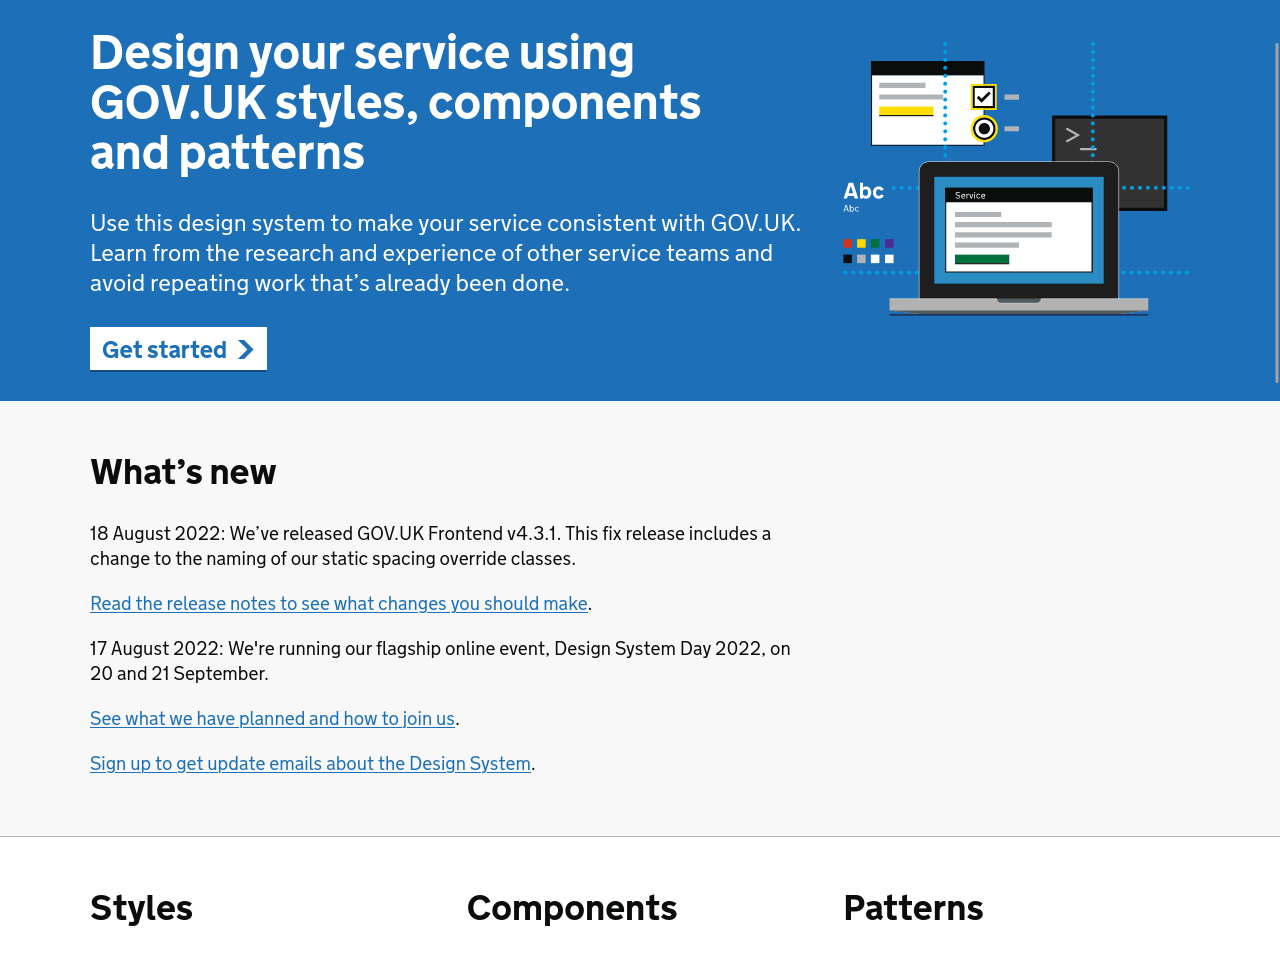 Design your service using
GOV.UK styles, components
and patterns
Use this design system to make your service consistent with GOV.UK.
Learn from the research and experience of other service teams and
avoid repeating work that’s already been done.
Get started
Abc
Abc
Service
What’s new
18 August 2022: We’ve released GOV.UK Frontend v4.3.1. This fix release includes a
change to the naming of our static spacing override classes.
Read the release notes to see what changes you should make.
17 August 2022: We're running our flagship online event, Design System Day 2022, on
20 and 21 September.
See what we have planned and how to join us.
Sign up to get update emails about the Design System.
Styles
Components
Patterns